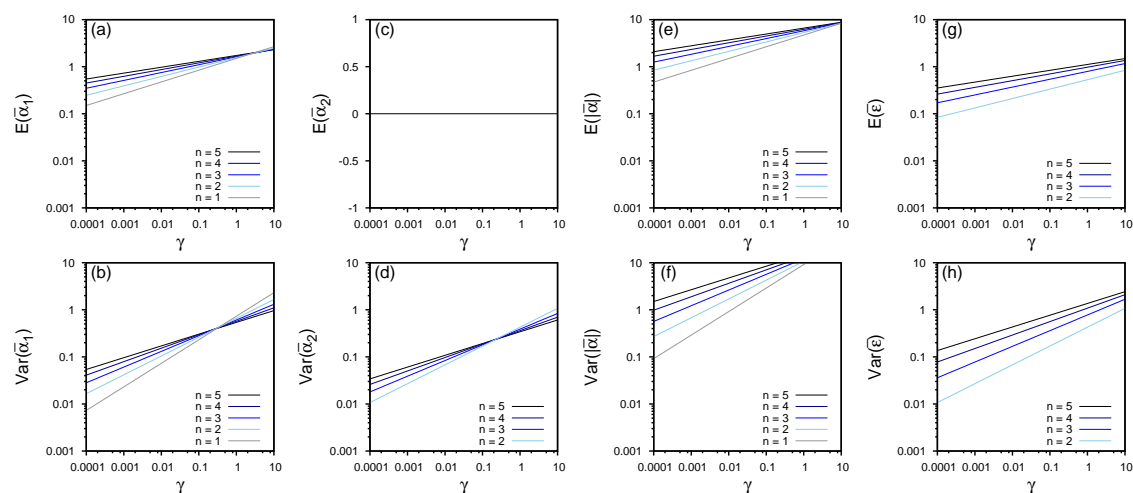 (a)
10
1
0.1
0.01
0.001
E(ᾱ₁)
n = 5
n = 4
n = 3
n = 2
n = 1
0.0001 0.001 0.01 0.1 1 10
γ
(c)
1
0.5
0
-0.5
-1
E(ᾱ₂)
0.0001 0.001 0.01 0.1 1 10
γ
(e)
10
1
0.1
0.01
0.001
E(|ᾱ|)
n = 5
n = 4
n = 3
n = 2
n = 1
0.0001 0.001 0.01 0.1 1 10
γ
(g)
10
1
0.1
0.01
0.001
E(ε̄)
n = 5
n = 4
n = 3
n = 2
0.0001 0.001 0.01 0.1 1 10
γ
(b)
10
1
0.1
0.01
0.001
Var(ᾱ₁)
n = 5
n = 4
n = 3
n = 2
n = 1
0.0001 0.001 0.01 0.1 1 10
γ
(d)
10
1
0.1
0.01
0.001
Var(ᾱ₂)
n = 5
n = 4
n = 3
n = 2
0.0001 0.001 0.01 0.1 1 10
γ
(f)
10
1
0.1
0.01
0.001
Var(|ᾱ|)
n = 5
n = 4
n = 3
n = 2
n = 1
0.0001 0.001 0.01 0.1 1 10
γ
(h)
10
1
0.1
0.01
0.001
Var(ε̄)
n = 5
n = 4
n = 3
n = 2
0.0001 0.001 0.01 0.1 1 10
γ